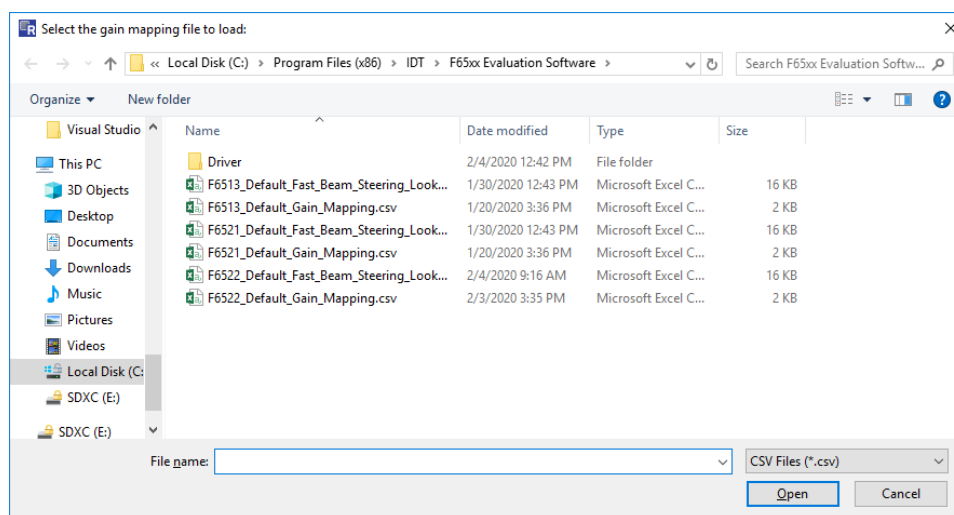 Select the gain mapping file to load:
« Local Disk (C:) > Program Files (x86) > IDT > F65xx Evaluation Software >
Search F65xx Evaluation Softw...
Organize
New folder
Visual Studio
This PC
3D Objects
Desktop
Documents
Downloads
Music
Pictures
Videos
Local Disk (C:
SDXC (E:)
SDXC (E:)
Name Date modified Type Size
Driver 2/4/2020 12:42 PM File folder
F6513_Default_Fast_Beam_Steering_Look... 1/30/2020 12:43 PM Microsoft Excel C... 16 KB
F6513_Default_Gain_Mapping.csv 1/20/2020 3:36 PM Microsoft Excel C... 2 KB
F6521_Default_Fast_Beam_Steering_Look... 1/30/2020 12:43 PM Microsoft Excel C... 16 KB
F6521_Default_Gain_Mapping.csv 1/20/2020 3:36 PM Microsoft Excel C... 2 KB
F6522_Default_Fast_Beam_Steering_Look... 2/4/2020 9:16 AM Microsoft Excel C... 16 KB
F6522_Default_Gain_Mapping.csv 2/3/2020 3:35 PM Microsoft Excel C... 2 KB
File name:
CSV Files (*.csv)
Open
Cancel